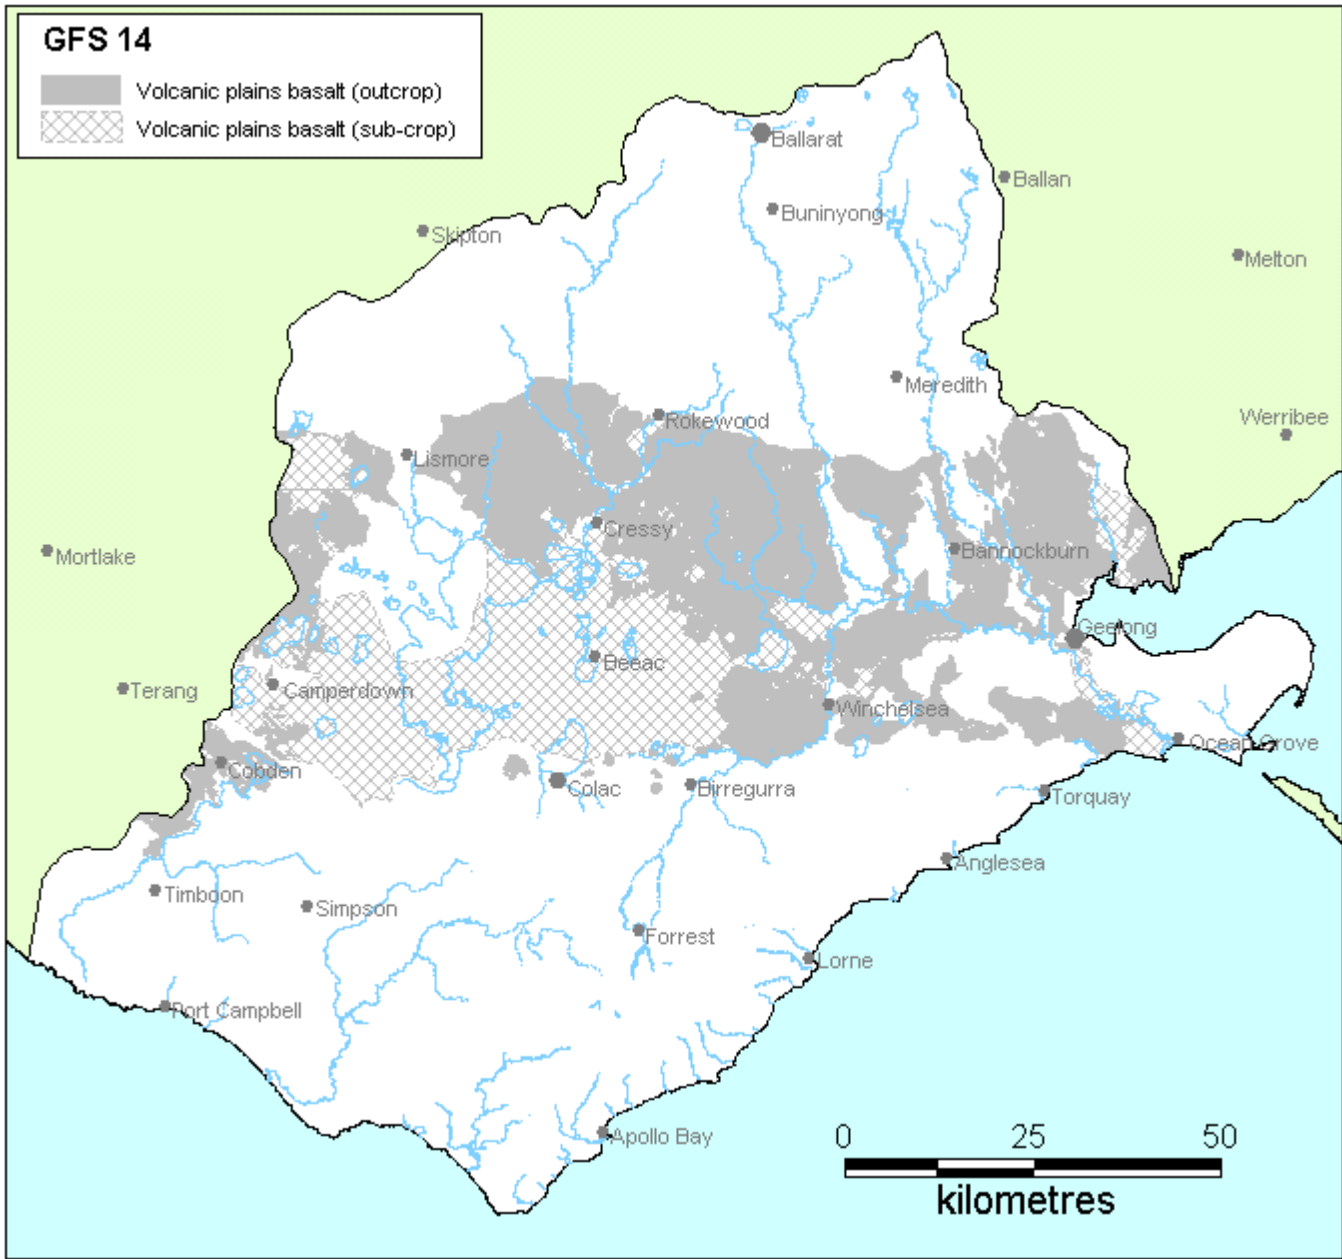 GFS 14
Volcanic plains basalt (outcrop)
Volcanic plains basalt (sub-crop)
Ballarat
Ballan
Buninyong
Skipton
Melton
Meredith
Rokewood
Werribee
Lismore
Cressy
Mortlake
Bannockburn
Geelong
Beeac
Terang
Camperdown
Winchelsea
Ocean Grove
Cobden
Colac
Birregurra
Torquay
Anglesea
Timboon
Simpson
Forrest
Lorne
Port Campbell
Apollo Bay
0 25 50
kilometres